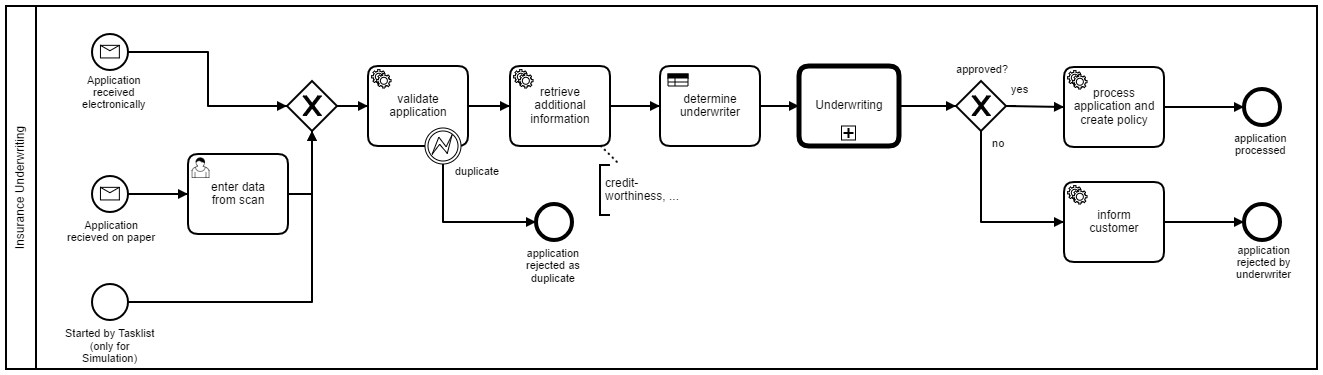 Insurance Underwriting
Application
received
electronically
Application
recieved on paper
Started by Tasklist
(only for
Simulation)
enter data
from scan
X
validate
application
duplicate
application
rejected as
duplicate
retrieve
additional
information
credit-
worthiness, ...
determine
underwriter
Underwriting
approved?
X
yes
no
process
application and
create policy
inform
customer
application
processed
application
rejected by
underwriter